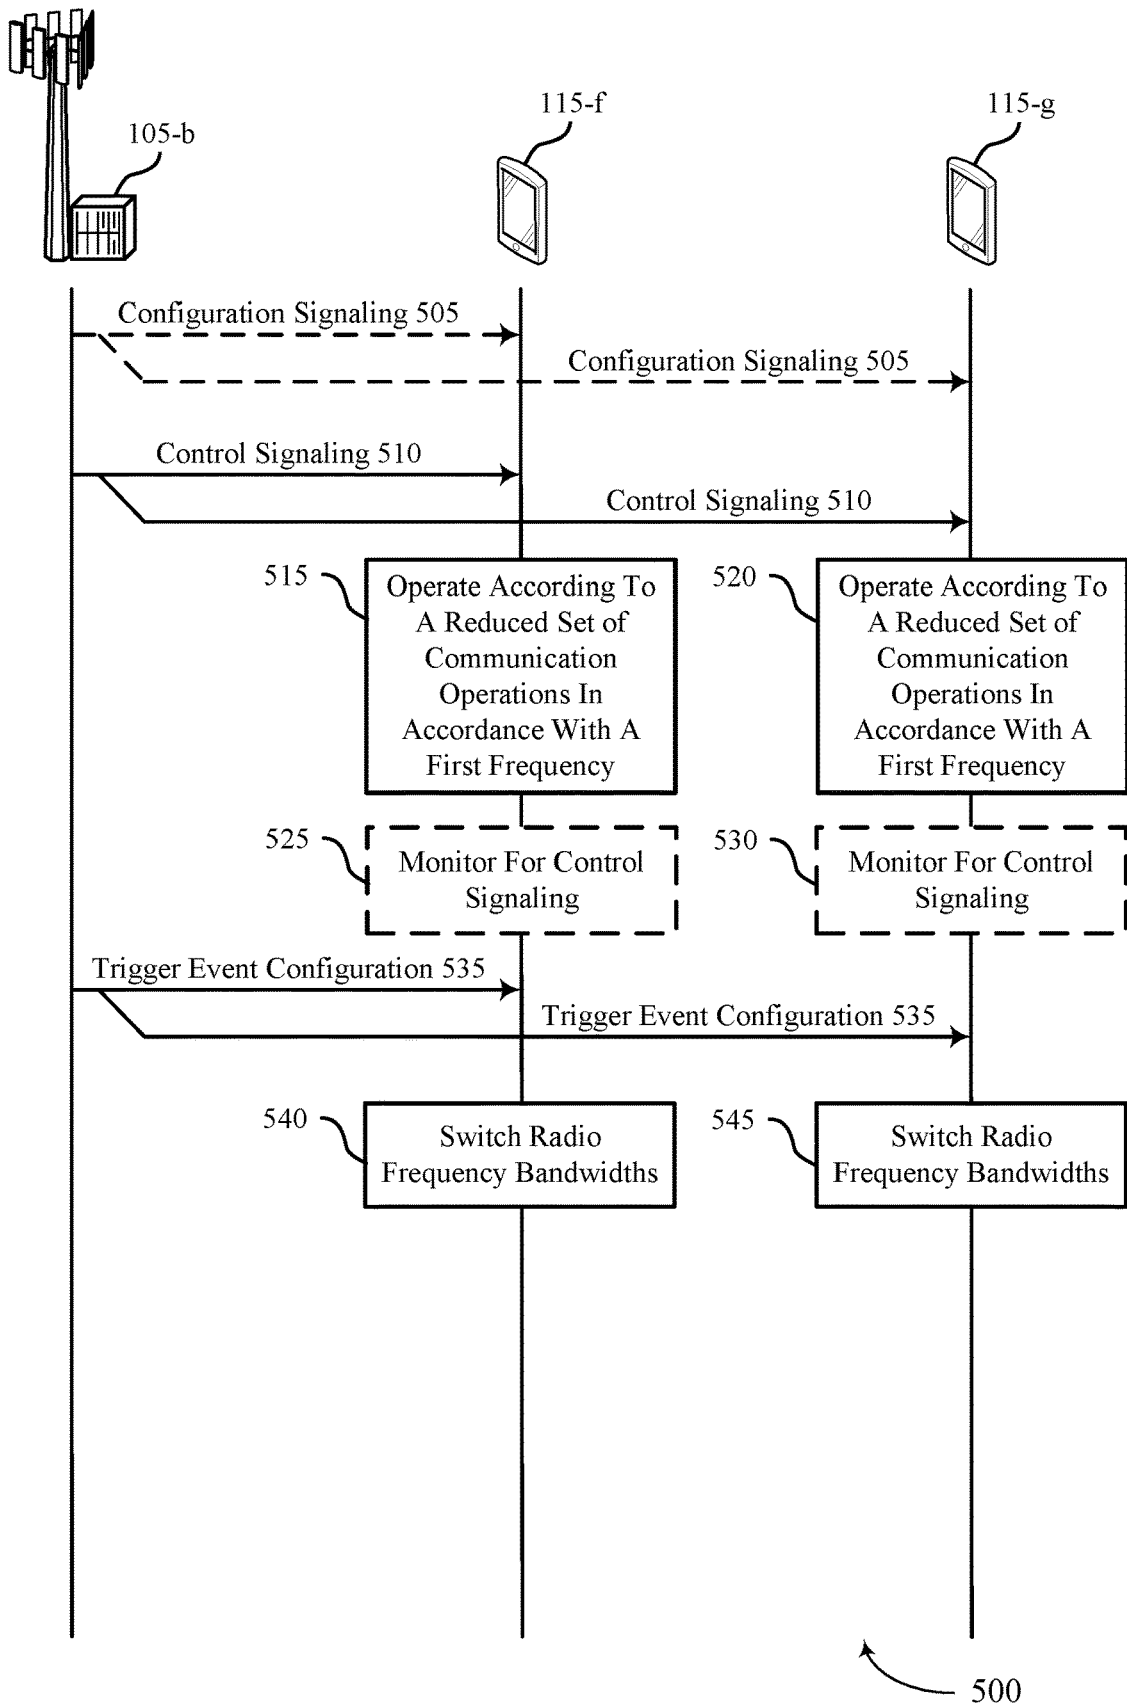 105-b
115-f
115-g
Configuration Signaling 505
Configuration Signaling 505
Control Signaling 510
Control Signaling 510
515
Operate According To
A Reduced Set of
Communication
Operations In
Accordance With A
First Frequency
520
Operate According To
A Reduced Set of
Communication
Operations In
Accordance With A
First Frequency
525
Monitor For Control
Signaling
530
Monitor For Control
Signaling
Trigger Event Configuration 535
Trigger Event Configuration 535
540
Switch Radio
Frequency Bandwidths
545
Switch Radio
Frequency Bandwidths
500